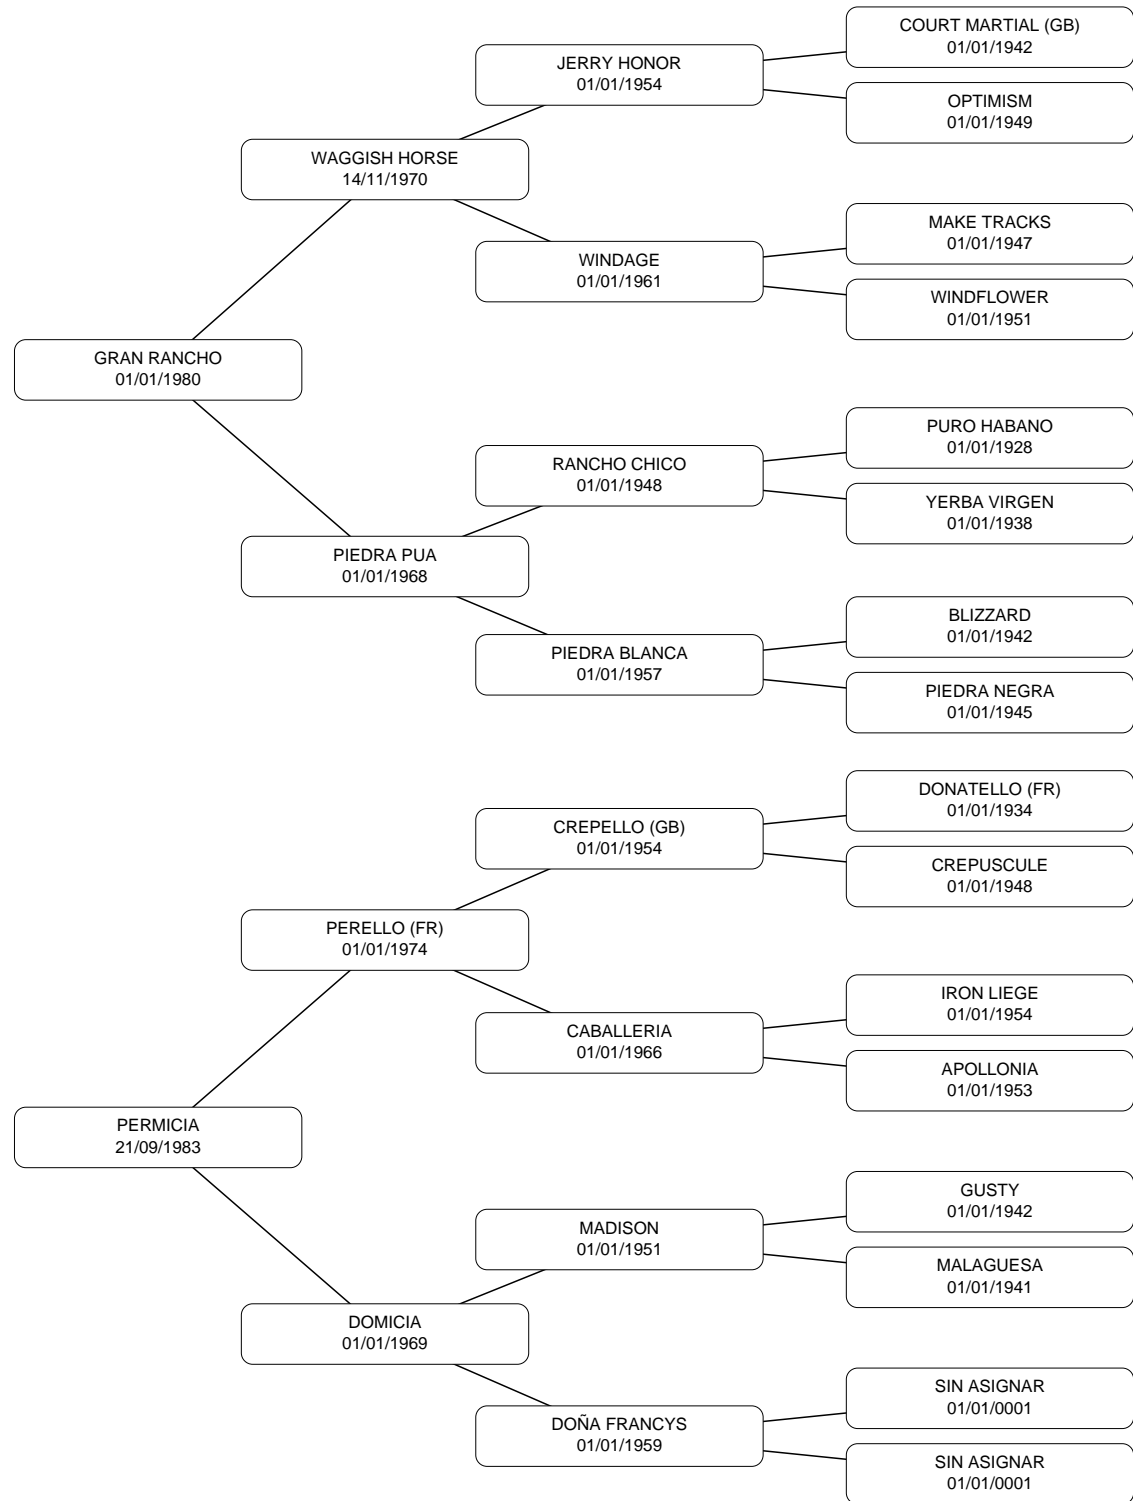 COURT MARTIAL (GB)
01/01/1942
JERRY HONOR
01/01/1954
OPTIMISM
01/01/1949
WAGGISH HORSE
14/11/1970
MAKE TRACKS
01/01/1947
WINDAGE
01/01/1961
WINDFLOWER
01/01/1951
GRAN RANCHO
01/01/1980
PURO HABANO
01/01/1928
RANCHO CHICO
01/01/1948
YERBA VIRGEN
01/01/1938
PIEDRA PUA
01/01/1968
BLIZZARD
01/01/1942
PIEDRA BLANCA
01/01/1957
PIEDRA NEGRA
01/01/1945
DONATELLO (FR)
01/01/1934
CREPELLO (GB)
01/01/1954
CREPUSCULE
01/01/1948
PERELLO (FR)
01/01/1974
IRON LIEGE
01/01/1954
CABALLERIA
01/01/1966
APOLLONIA
01/01/1953
PERMICIA
21/09/1983
GUSTY
01/01/1942
MADISON
01/01/1951
MALAGUESA
01/01/1941
DOMICIA
01/01/1969
SIN ASIGNAR
01/01/0001
DOÑA FRANCYS
01/01/1959
SIN ASIGNAR
01/01/0001